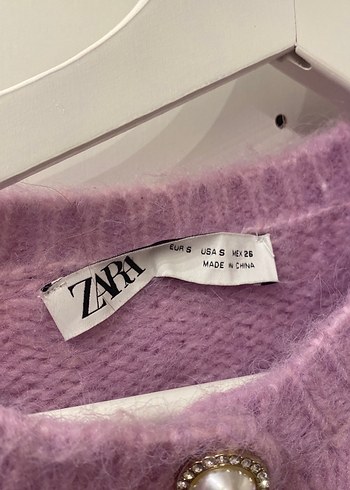 ZARA
EUR S USA S MEX 26
MADE IN CHINA